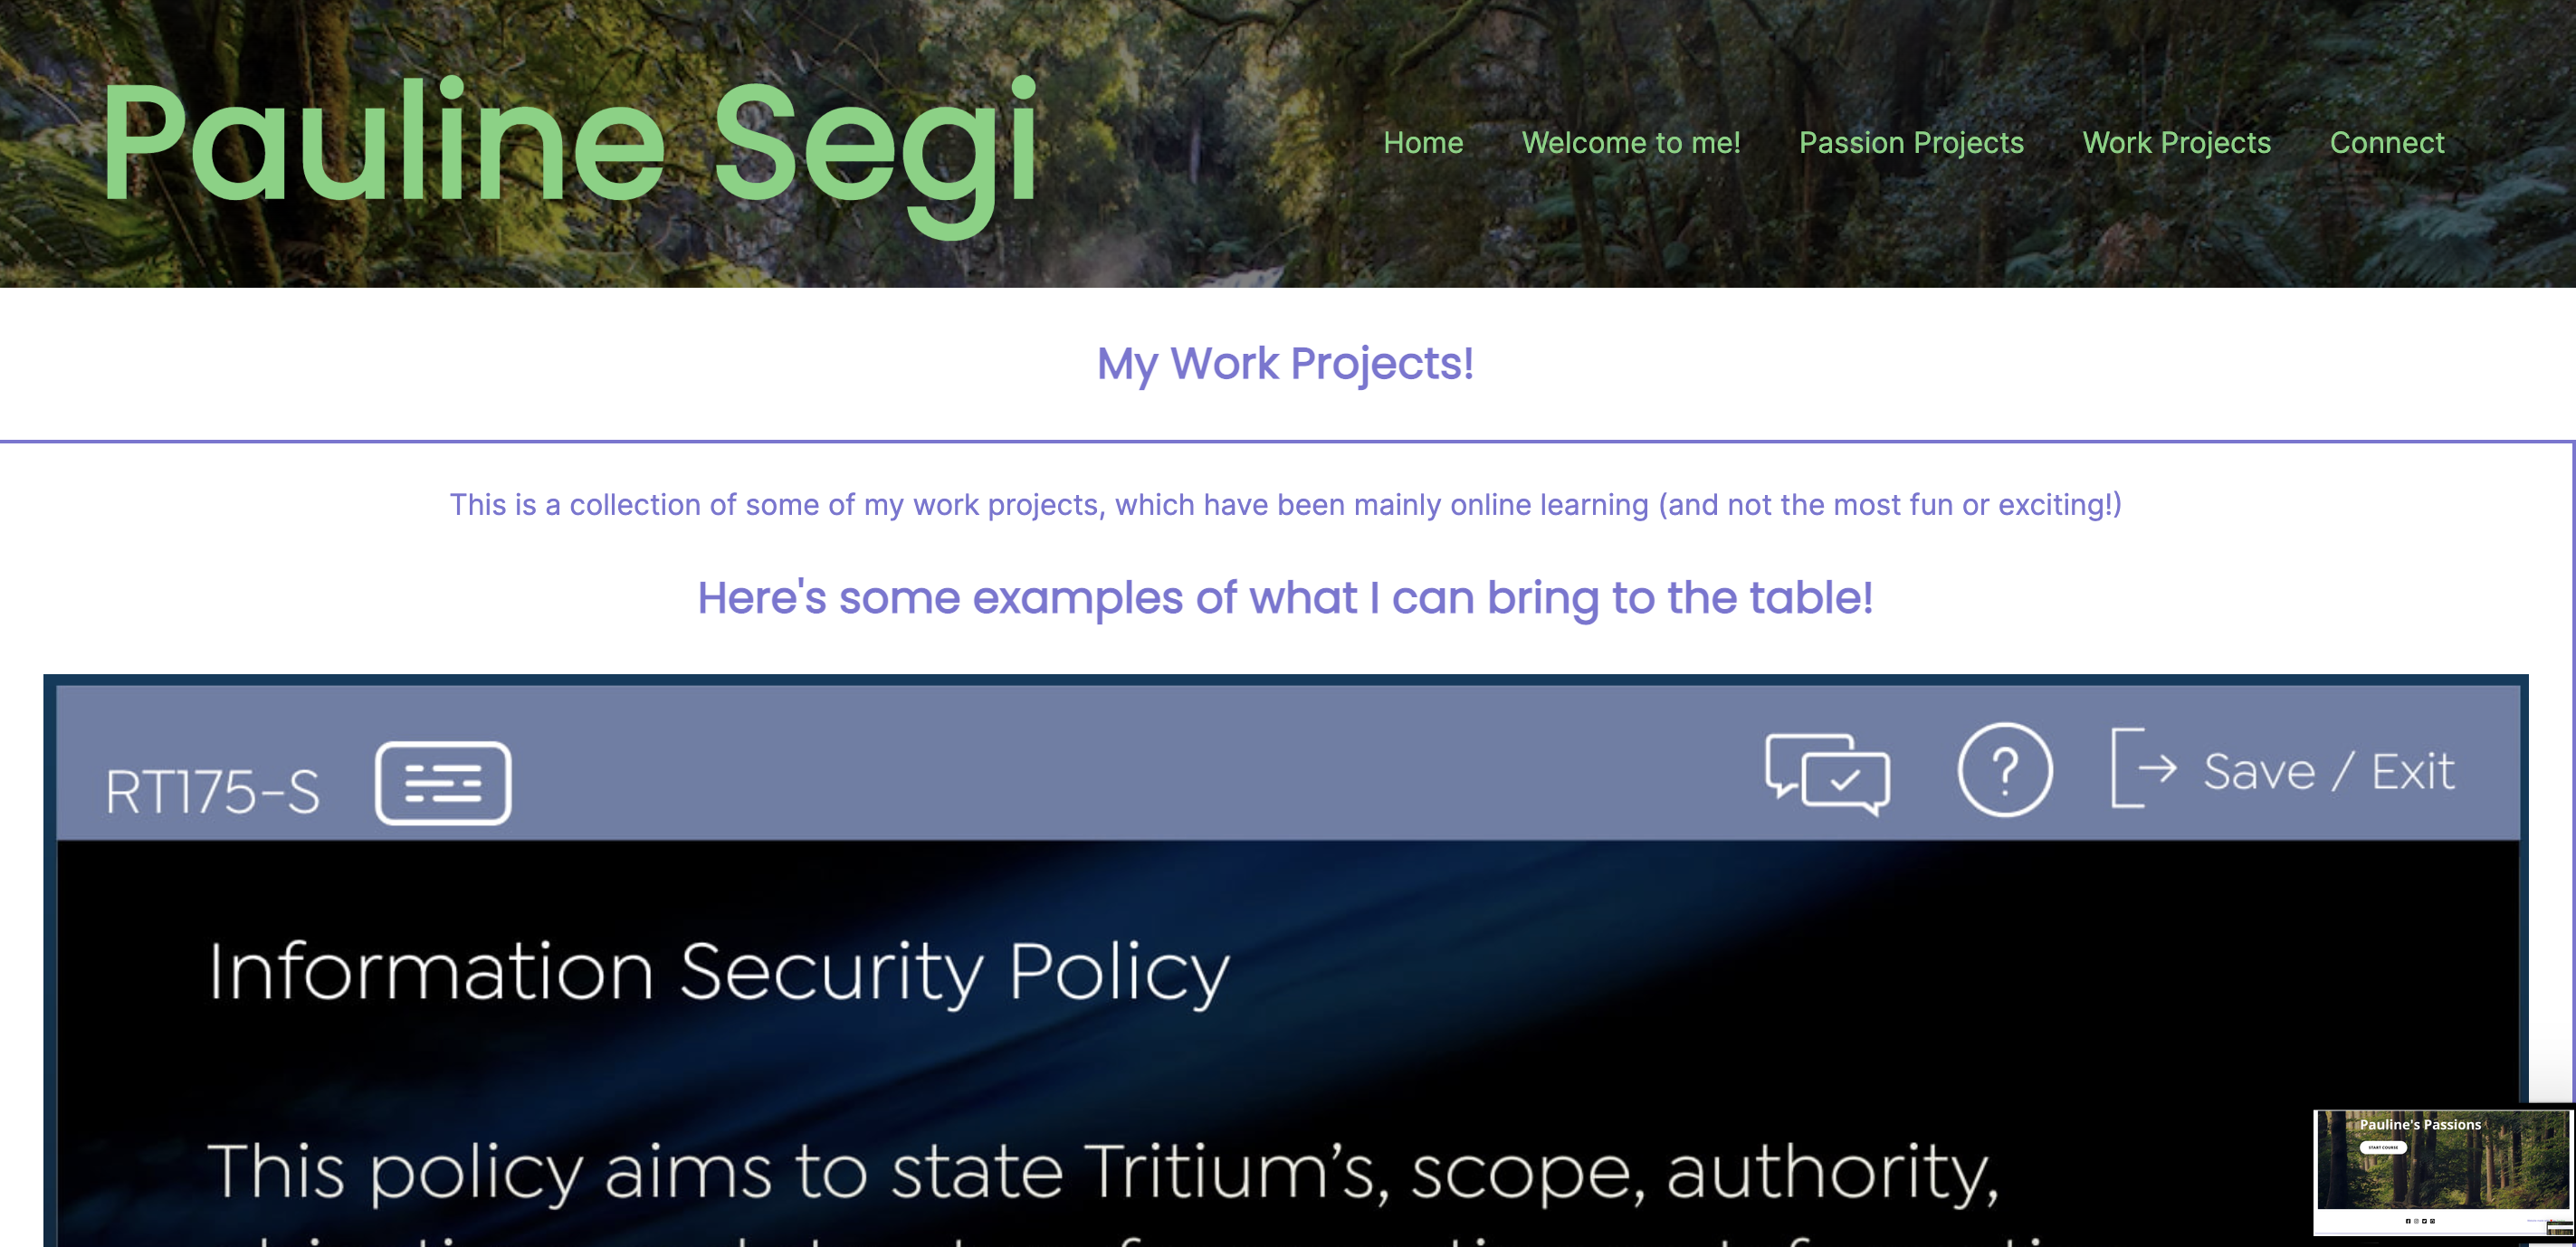 Pauline Segi
Home Welcome to me! Passion Projects Work Projects Connect
My Work Projects!
This is a collection of some of my work projects, which have been mainly online learning (and not the most fun or exciting!)
Here's some examples of what I can bring to the table!
RT175-S
Save / Exit
Information Security Policy
This policy aims to state Tritium’s, scope, authority,
Pauline's Passions
START COURSE